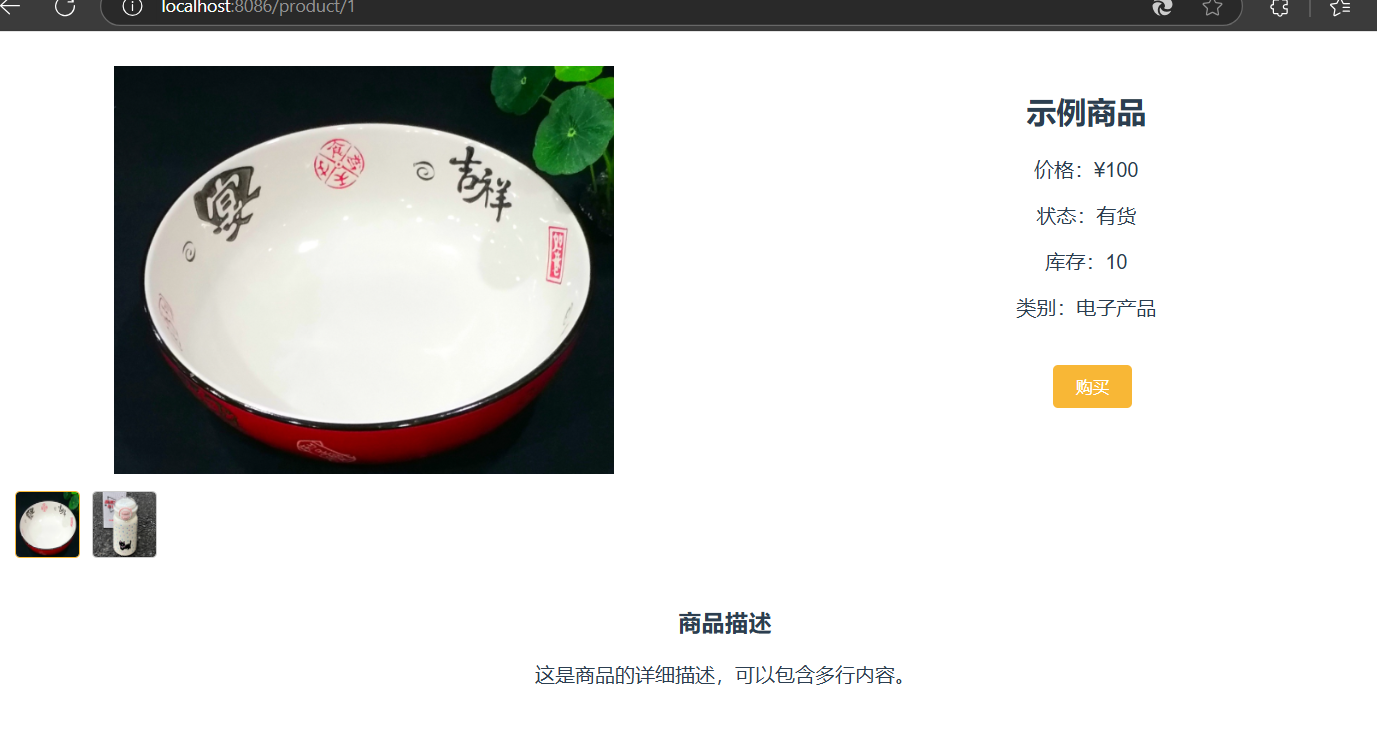 localhost:8086/product/1
吉祥
示例商品
价格：¥100
状态：有货
库存：10
类别：电子产品
购买
商品描述
这是商品的详细描述，可以包含多行内容。